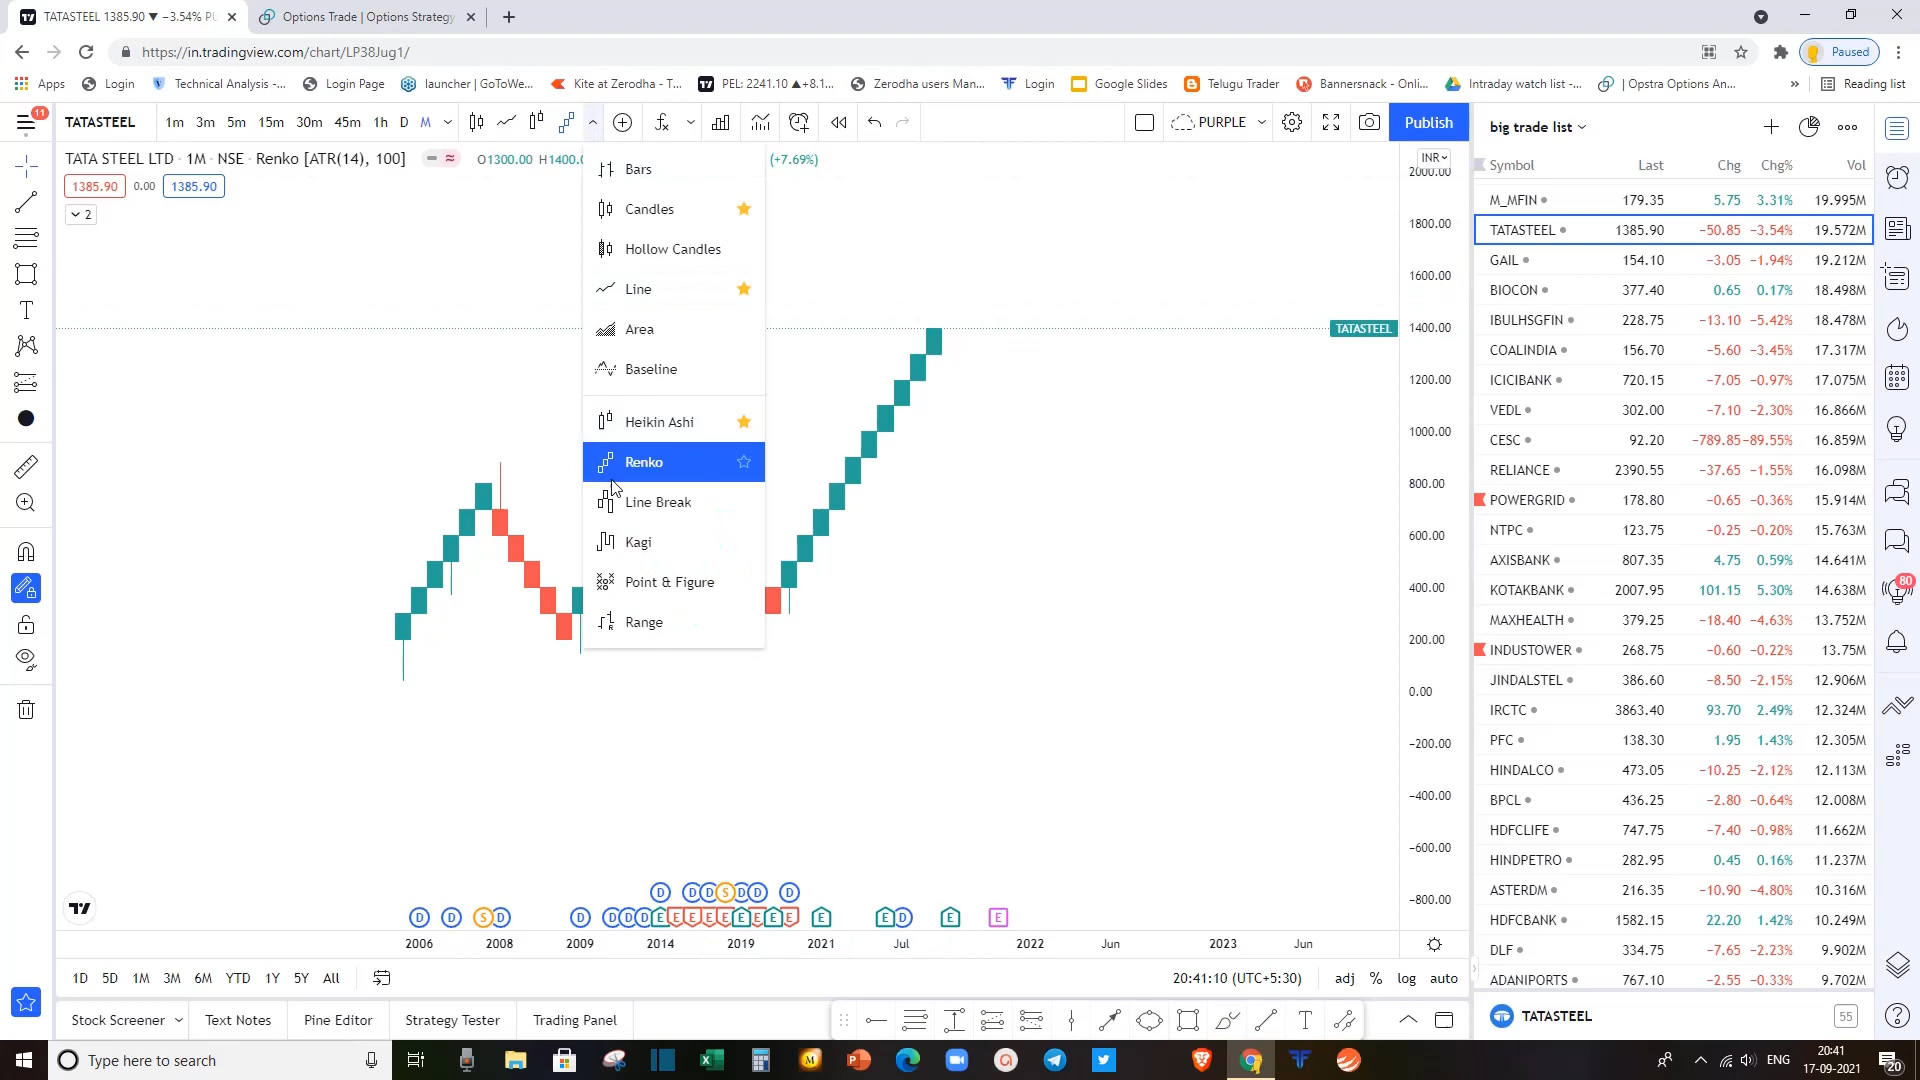 TATASTEEL 1385.90 ▼ −3.54% PU
Options Trade | Options Strategy
https://in.tradingview.com/chart/LP38Jug1/
Paused
Apps
Login
Technical Analysis -...
Login Page
launcher | GoToWe...
Kite at Zerodha - T...
PEL: 2241.10 ▲+8.1...
Zerodha users Man...
Login
Google Slides
Telugu Trader
Bannersnack - Onli...
Intraday watch list -...
| Opstra Options An...
»
Reading list
11
TATASTEEL
1m 3m 5m 15m 30m 45m 1h D M
PURPLE
Publish
TATA STEEL LTD · 1M · NSE · Renko [ATR(14), 100]
O1300.00 H1400.0
(+7.69%)
1385.90 0.00 1385.90
2
Bars
Candles
Hollow Candles
Line
Area
Baseline
Heikin Ashi
Renko
Line Break
Kagi
Point & Figure
Range
INR
2000.00
1800.00
1600.00
TATASTEEL
1400.00
1200.00
1000.00
800.00
600.00
400.00
200.00
0.00
−200.00
−400.00
−600.00
−800.00
D D D S D D D
D D S D D D D D E E E E E E E E E E E D E E
2006 2008 2009 2014 2019 2021 Jul 2022 Jun 2023 Jun
1D 5D 1M 3M 6M YTD 1Y 5Y All
20:41:10 (UTC+5:30) adj % log auto
Stock Screener Text Notes Pine Editor Strategy Tester Trading Panel
big trade list
Symbol Last Chg Chg% Vol
M_MFIN 179.35 5.75 3.31% 19.995M
TATASTEEL 1385.90 −50.85 −3.54% 19.572M
GAIL 154.10 −3.05 −1.94% 19.212M
BIOCON 377.40 0.65 0.17% 18.498M
IBULHSGFIN 228.75 −13.10 −5.42% 18.478M
COALINDIA 156.70 −5.60 −3.45% 17.317M
ICICIBANK 720.15 −7.05 −0.97% 17.075M
VEDL 302.00 −7.10 −2.30% 16.866M
CESC 92.20 −789.85 −89.55% 16.859M
RELIANCE 2390.55 −37.65 −1.55% 16.098M
POWERGRID 178.80 −0.65 −0.36% 15.914M
NTPC 123.75 −0.25 −0.20% 15.763M
AXISBANK 807.35 4.75 0.59% 14.641M
KOTAKBANK 2007.95 101.15 5.30% 14.638M
MAXHEALTH 379.25 −18.40 −4.63% 13.752M
INDUSTOWER 268.75 −0.60 −0.22% 13.75M
JINDALSTEL 386.60 −8.50 −2.15% 12.906M
IRCTC 3863.40 93.70 2.49% 12.324M
PFC 138.30 1.95 1.43% 12.305M
HINDALCO 473.05 −10.25 −2.12% 12.113M
BPCL 436.25 −2.80 −0.64% 12.008M
HDFCLIFE 747.75 −7.40 −0.98% 11.662M
HINDPETRO 282.95 0.45 0.16% 11.237M
ASTERDM 216.35 −10.90 −4.80% 10.316M
HDFCBANK 1582.15 22.20 1.42% 10.249M
DLF 334.75 −7.65 −2.23% 9.902M
ADANIPORTS 767.10 −2.55 −0.33% 9.702M
TATASTEEL 55
80
Type here to search
ENG
20:41
17-09-2021
20